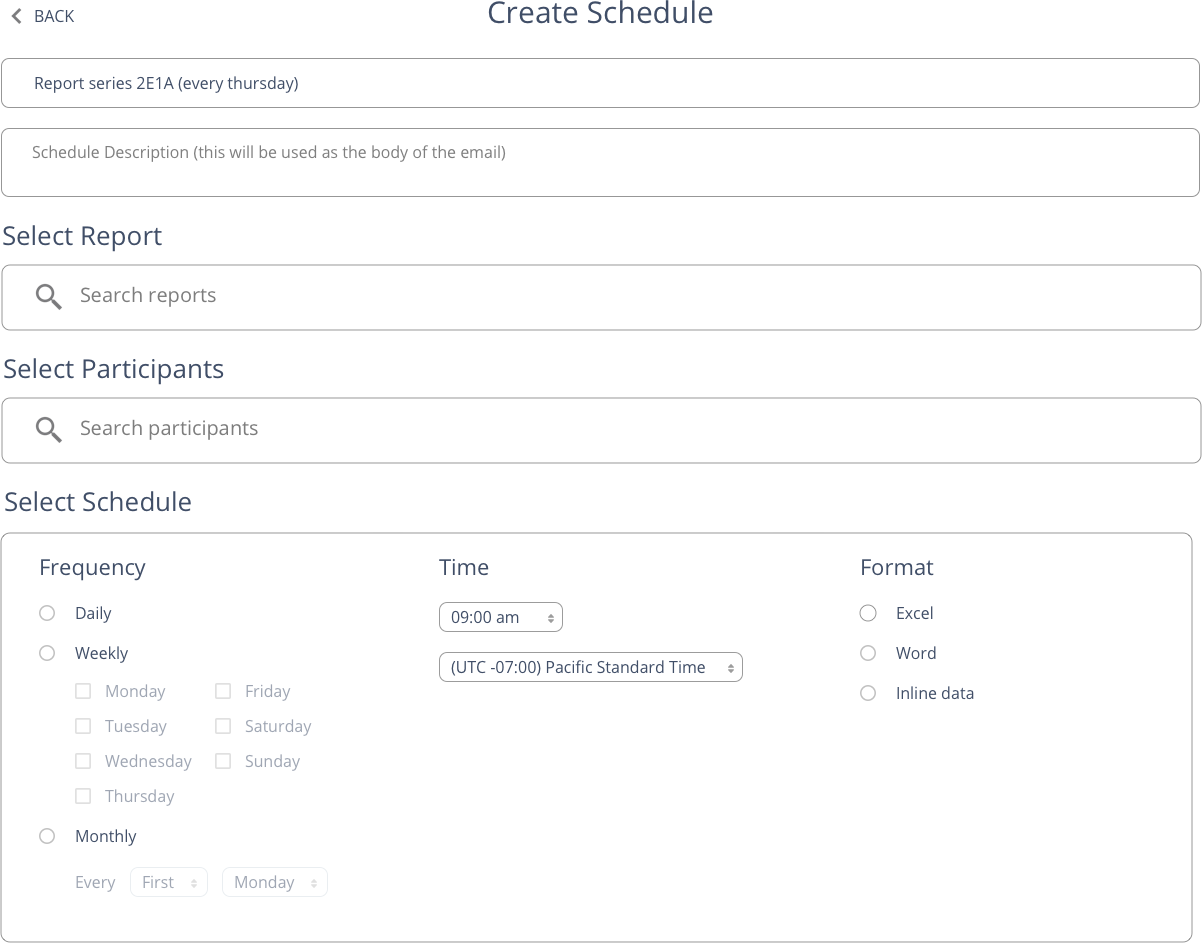 BACK
Create Schedule
Report series 2E1A (every thursday)
Schedule Description (this will be used as the body of the email)
Select Report
Search reports
Select Participants
Search participants
Select Schedule
Frequency
Daily
Weekly
Monday Friday
Tuesday Saturday
Wednesday Sunday
Thursday
Monthly
Every First Monday
Time
09:00 am
(UTC -07:00) Pacific Standard Time
Format
Excel
Word
Inline data